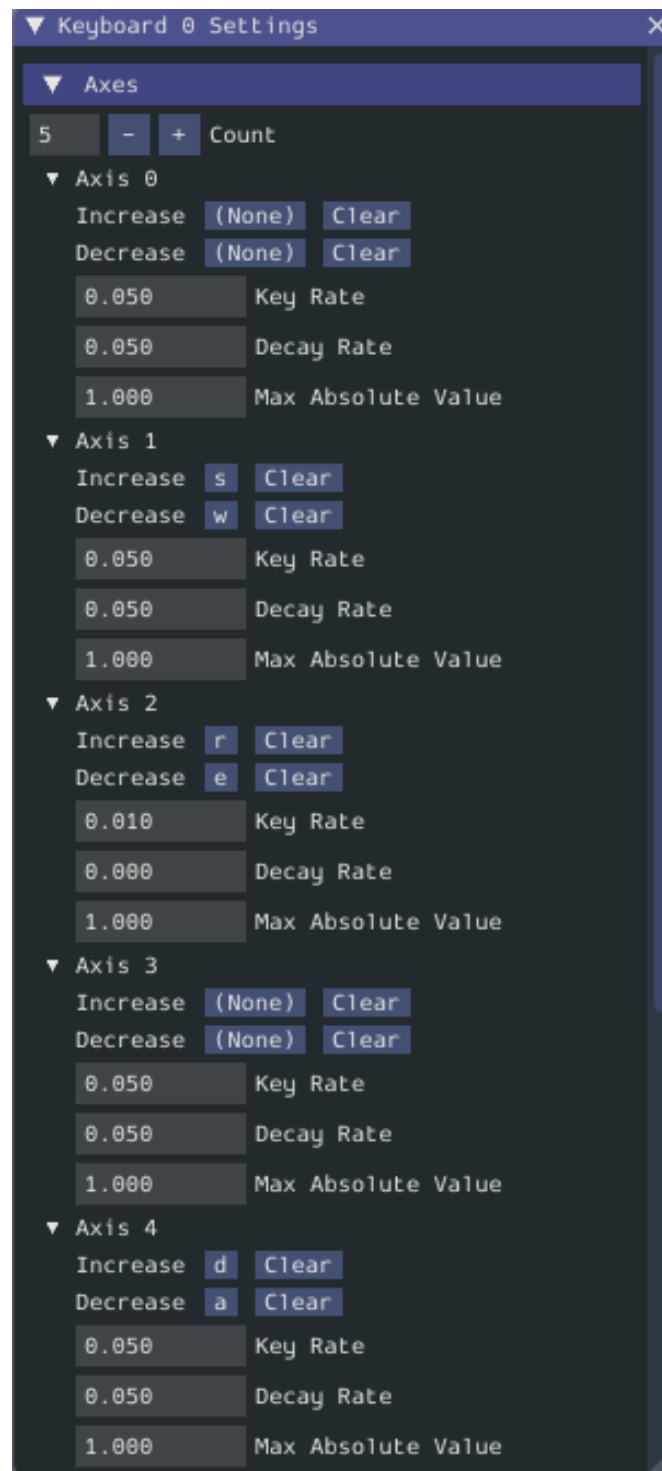 Keyboard 0 Settings
Axes
5 - + Count
Axis 0
Increase (None) Clear
Decrease (None) Clear
0.050 Key Rate
0.050 Decay Rate
1.000 Max Absolute Value
Axis 1
Increase s Clear
Decrease w Clear
0.050 Key Rate
0.050 Decay Rate
1.000 Max Absolute Value
Axis 2
Increase r Clear
Decrease e Clear
0.010 Key Rate
0.000 Decay Rate
1.000 Max Absolute Value
Axis 3
Increase (None) Clear
Decrease (None) Clear
0.050 Key Rate
0.050 Decay Rate
1.000 Max Absolute Value
Axis 4
Increase d Clear
Decrease a Clear
0.050 Key Rate
0.050 Decay Rate
1.000 Max Absolute Value